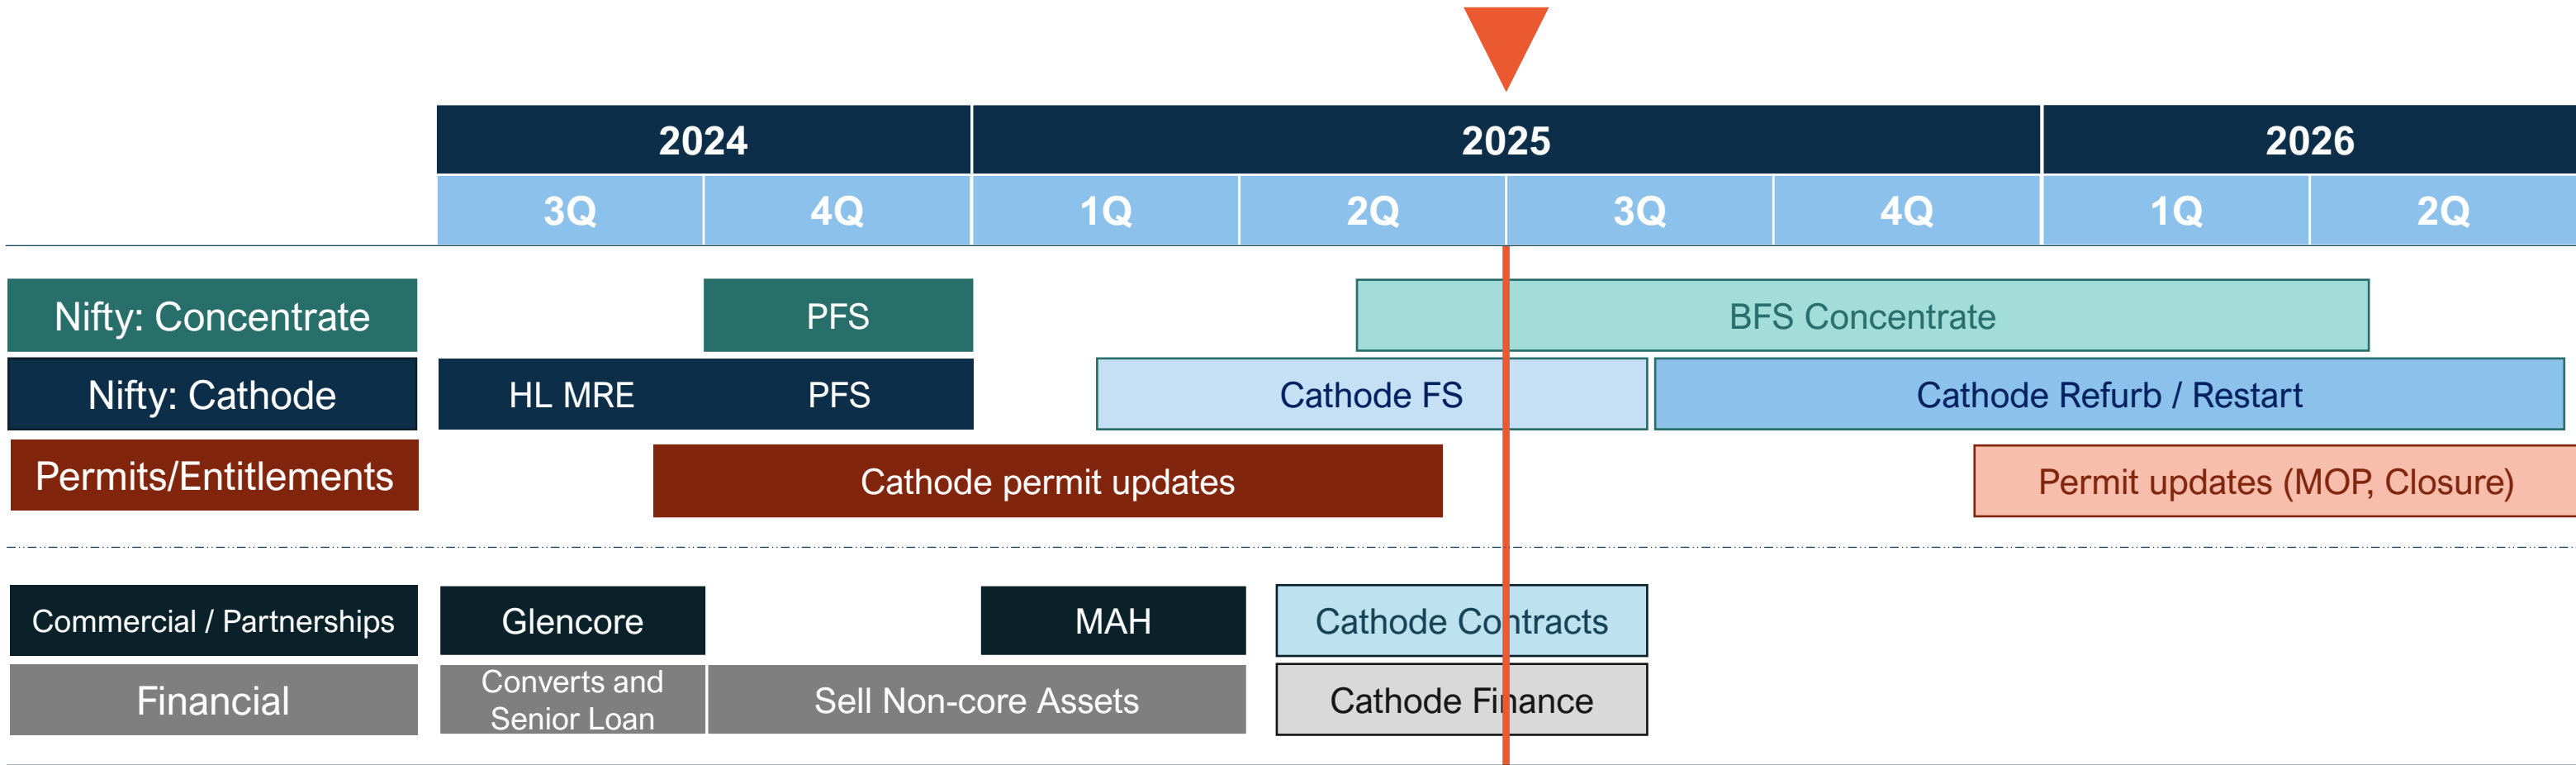 2024 2025 2026
3Q 4Q 1Q 2Q 3Q 4Q 1Q 2Q
Nifty: Concentrate PFS BFS Concentrate
Nifty: Cathode HL MRE PFS Cathode FS Cathode Refurb / Restart
Permits/Entitlements Cathode permit updates Permit updates (MOP, Closure)
Commercial / Partnerships Glencore MAH Cathode Contracts
Financial Converts and
Senior Loan Sell Non-core Assets Cathode Finance